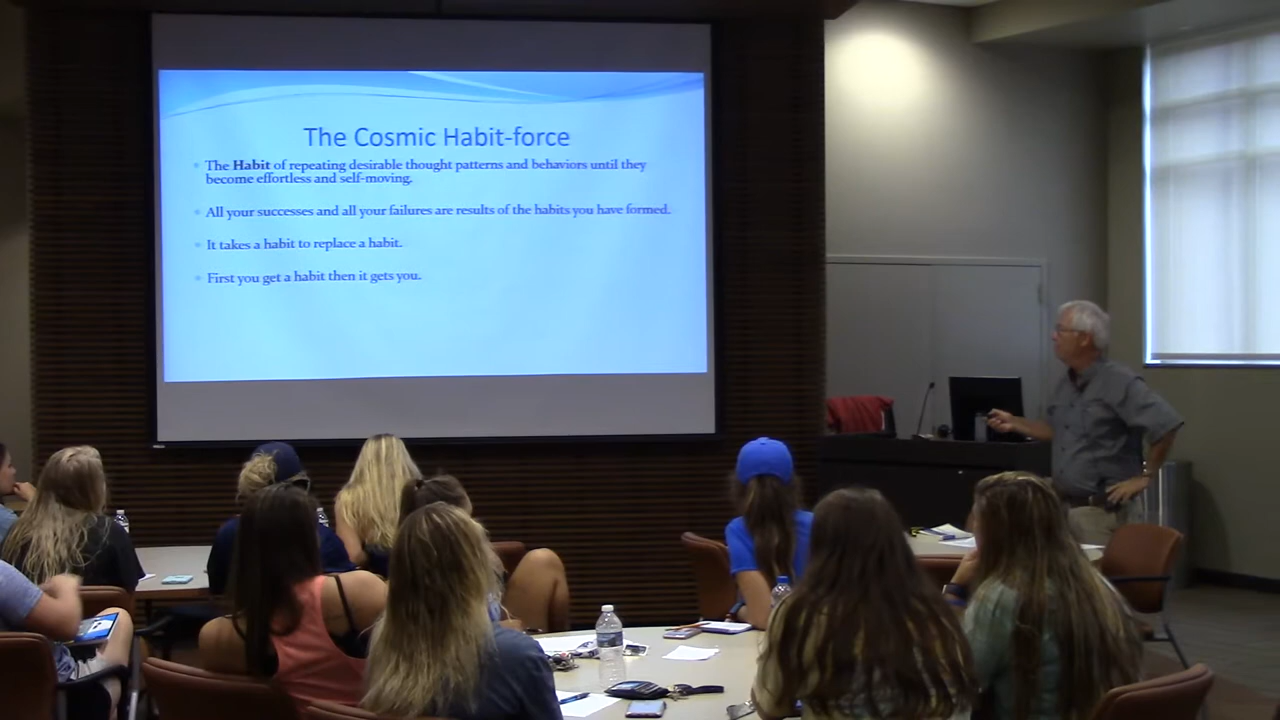 The Cosmic Habit-force
The Habit of repeating desirable thought patterns and behaviors until they
become effortless and self-moving.
All your successes and all your failures are results of the habits you have formed.
It takes a habit to replace a habit.
First you get a habit then it gets you.